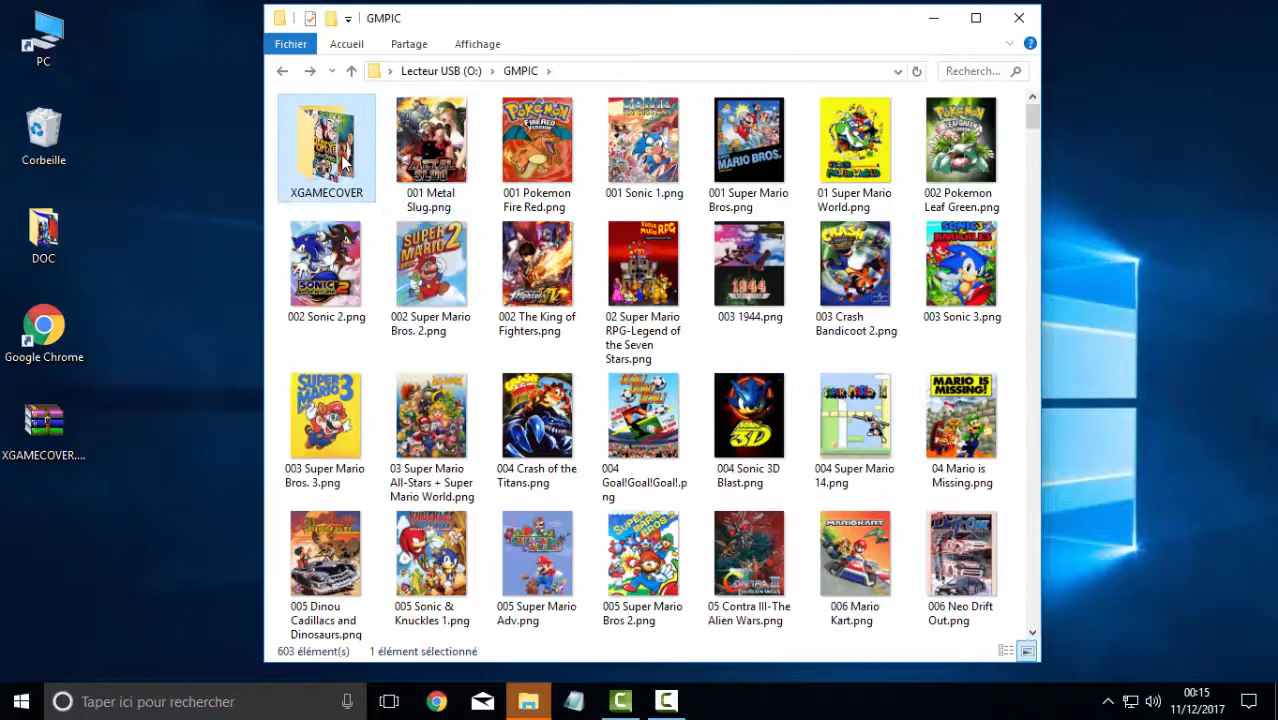 GMPIC
Fichier Accueil Partage Affichage
Lecteur USB (O:) GMPIC Recherch...
PC
Corbeille
DOC
Google Chrome
XGAMECOVER....
XGAMECOVER
001 Metal
Slug.png
001 Pokemon
Fire Red.png
001 Sonic 1.png
001 Super Mario
Bros.png
01 Super Mario
World.png
002 Pokemon
Leaf Green.png
002 Sonic 2.png
002 Super Mario
Bros. 2.png
002 The King of
Fighters.png
02 Super Mario
RPG-Legend of
the Seven
Stars.png
003 1944.png
003 Crash
Bandicoot 2.png
003 Sonic 3.png
003 Super Mario
Bros. 3.png
03 Super Mario
All-Stars + Super
Mario World.png
004 Crash of the
Titans.png
004
Goal!Goal!Goal!.p
ng
004 Sonic 3D
Blast.png
004 Super Mario
14.png
04 Mario is
Missing.png
005 Dinou
Cadillacs and
Dinosaurs.png
005 Sonic &
Knuckles 1.png
005 Super Mario
Adv.png
005 Super Mario
Bros 2.png
05 Contra III-The
Alien Wars.png
006 Mario
Kart.png
006 Neo Drift
Out.png
603 élément(s) 1 élément sélectionné
Taper ici pour rechercher
00:15
11/12/2017